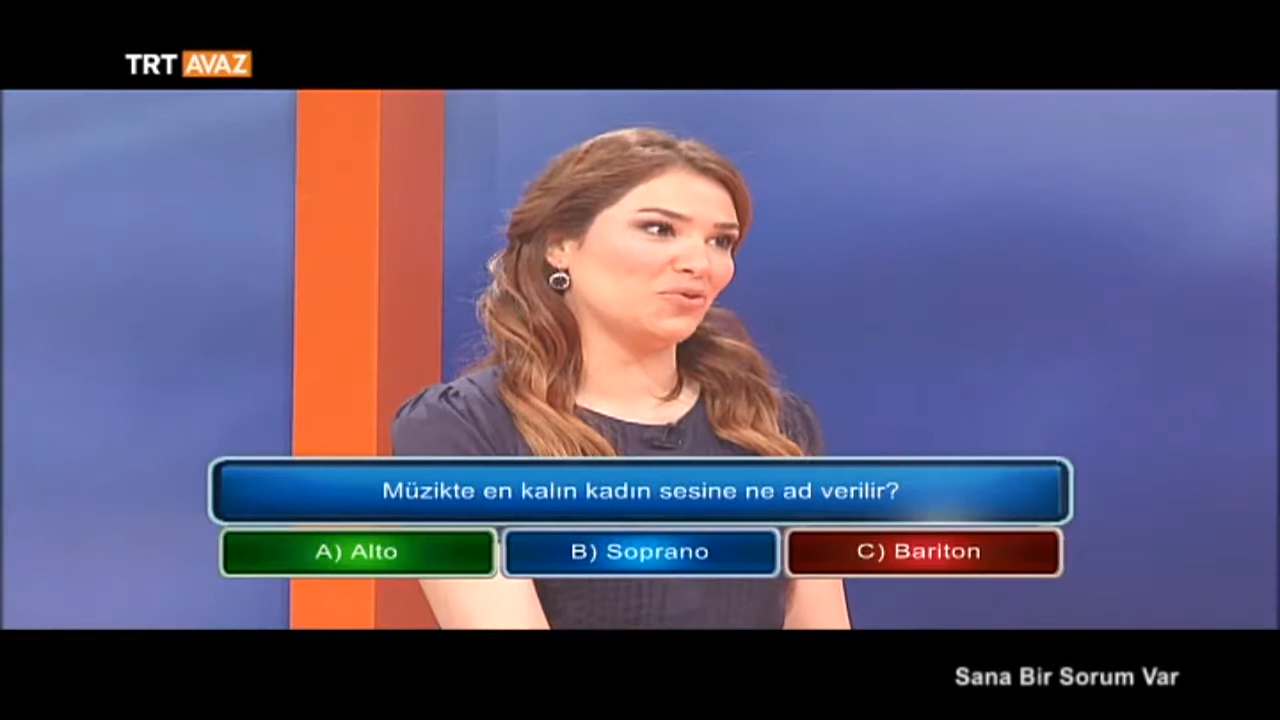 TRT AVAZ
Müzikte en kalın kadın sesine ne ad verilir?
A) Alto
B) Soprano
C) Bariton
Sana Bir Sorum Var